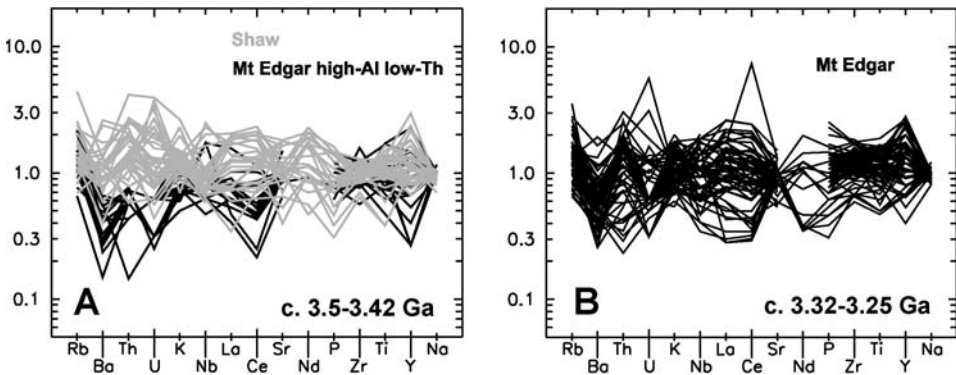 10.0
3.0
1.0
0.3
0.1
Shaw
Mt Edgar high-Al low-Th
A
c. 3.5-3.42 Ga
Rb Th K La Sr P Ti Na
Ba U Nb Ce Nd Zr Y
10.0
3.0
1.0
0.3
0.1
Mt Edgar
B
c. 3.32-3.25 Ga
Rb Th K La Sr P Ti Na
Ba U Nb Ce Nd Zr Y